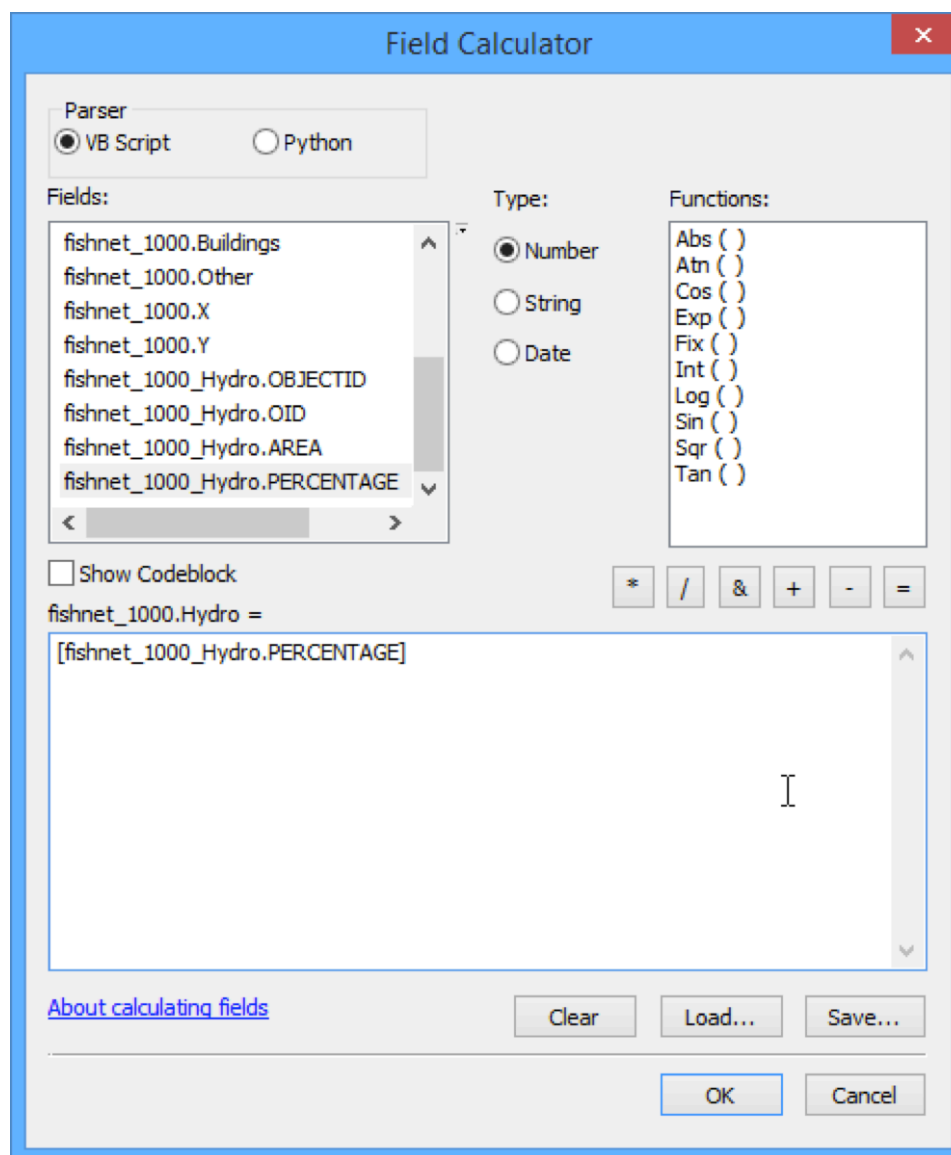 Field Calculator
Parser
VB Script Python
Fields: Type: Functions:
fishnet_1000.Buildings
fishnet_1000.Other
fishnet_1000.X
fishnet_1000.Y
fishnet_1000_Hydro.OBJECTID
fishnet_1000_Hydro.OID
fishnet_1000_Hydro.AREA
fishnet_1000_Hydro.PERCENTAGE
Number
String
Date
Abs ( )
Atn ( )
Cos ( )
Exp ( )
Fix ( )
Int ( )
Log ( )
Sin ( )
Sqr ( )
Tan ( )
Show Codeblock
* / & + - =
fishnet_1000.Hydro =
[fishnet_1000_Hydro.PERCENTAGE]
About calculating fields
Clear Load... Save...
OK Cancel